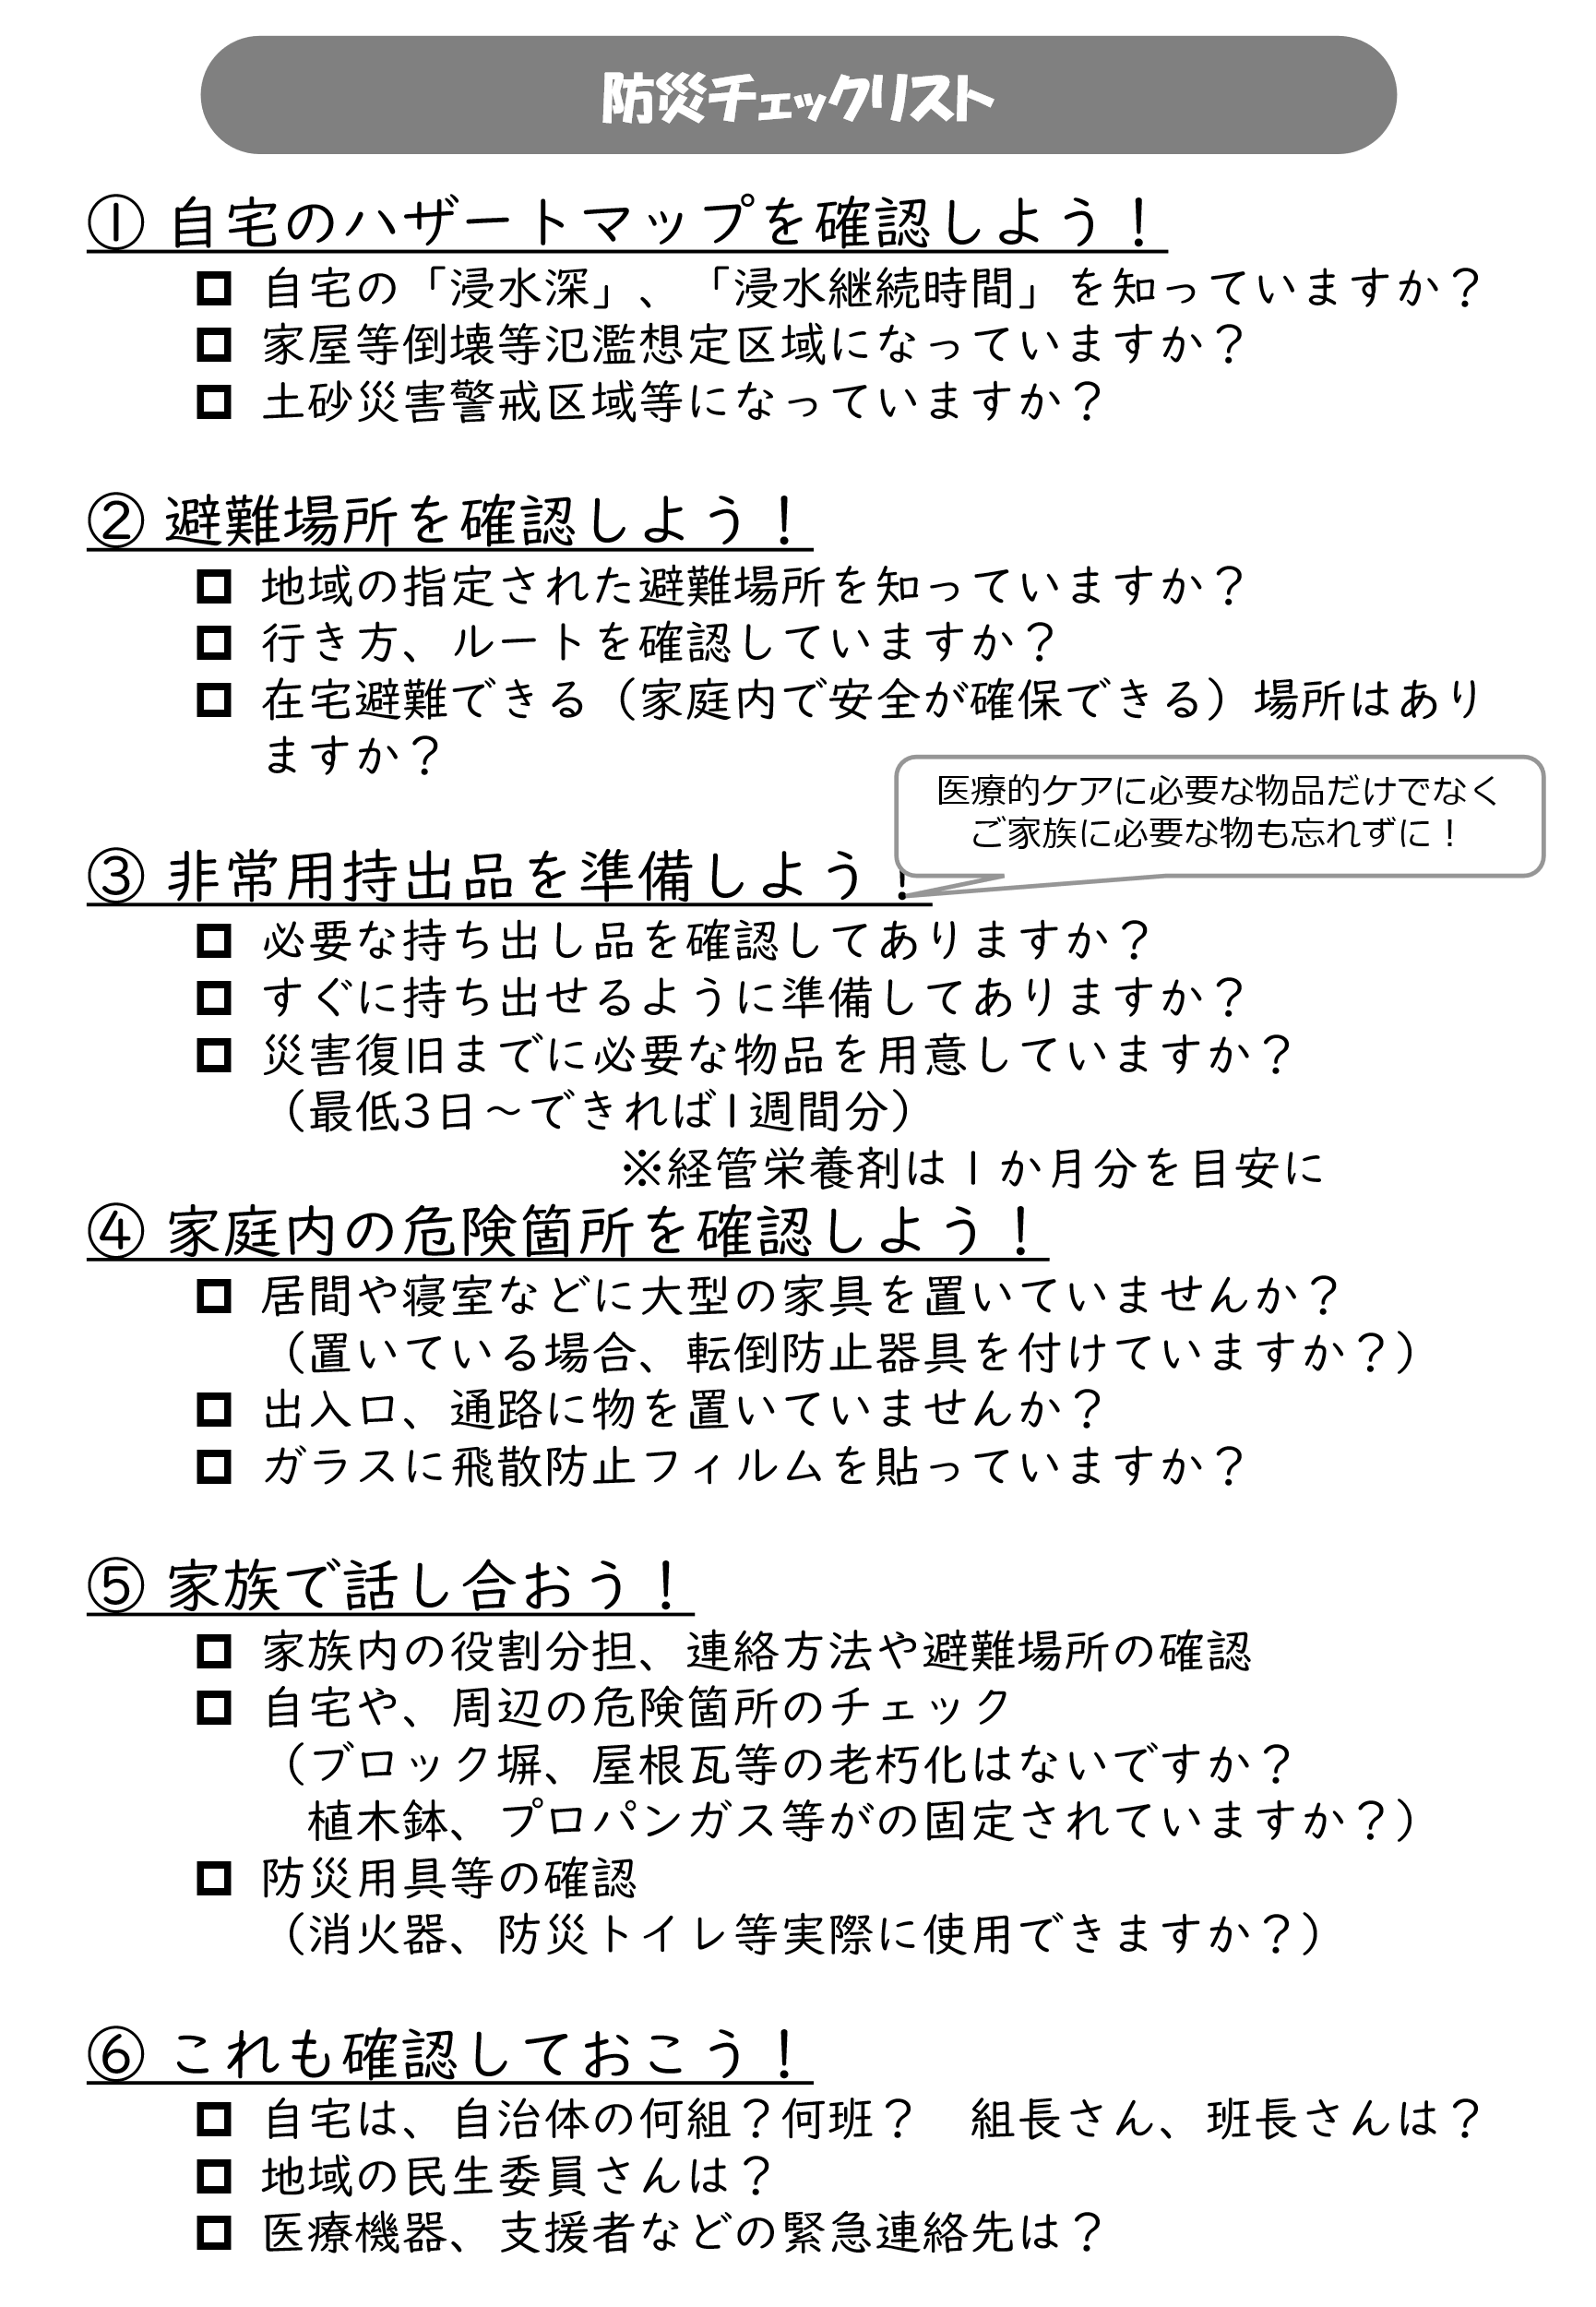 防災チェックリスト
① 自宅のハザートマップを確認しよう！
自宅の「浸水深」、「浸水継続時間」を知っていますか？
家屋等倒壊等氾濫想定区域になっていますか？
土砂災害警戒区域等になっていますか？
② 避難場所を確認しよう！
地域の指定された避難場所を知っていますか？
行き方、ルートを確認していますか？
在宅避難できる（家庭内で安全が確保できる）場所はあり
ますか？
医療的ケアに必要な物品だけでなく
ご家族に必要な物も忘れずに！
③ 非常用持出品を準備しよう！
必要な持ち出し品を確認してありますか？
すぐに持ち出せるように準備してありますか？
災害復旧までに必要な物品を用意していますか？
（最低3日～できれば1週間分）
※経管栄養剤は１か月分を目安に
④ 家庭内の危険箇所を確認しよう！
居間や寝室などに大型の家具を置いていませんか？
（置いている場合、転倒防止器具を付けていますか？）
出入口、通路に物を置いていませんか？
ガラスに飛散防止フィルムを貼っていますか？
⑤ 家族で話し合おう！
家族内の役割分担、連絡方法や避難場所の確認
自宅や、周辺の危険箇所のチェック
（ブロック塀、屋根瓦等の老朽化はないですか？
植木鉢、プロパンガス等がの固定されていますか？）
防災用具等の確認
（消火器、防災トイレ等実際に使用できますか？）
⑥ これも確認しておこう！
自宅は、自治体の何組？何班？　組長さん、班長さんは？
地域の民生委員さんは？
医療機器、支援者などの緊急連絡先は？